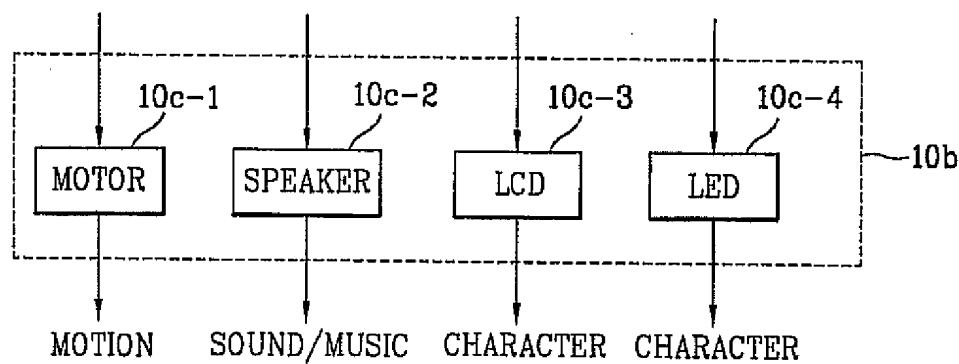 10c-1 10c-2 10c-3 10c-4
MOTOR SPEAKER LCD LED 10b
MOTION SOUND/MUSIC CHARACTER CHARACTER